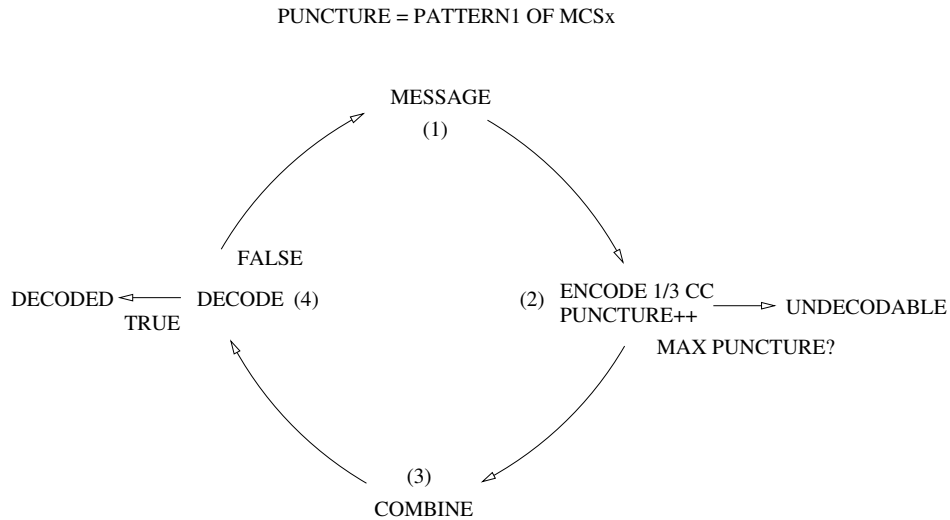 PUNCTURE = PATTERN1 OF MCSx
MESSAGE
(1)
FALSE
DECODED
TRUE
DECODE (4)
(2)
ENCODE 1/3 CC
PUNCTURE++
UNDECODABLE
MAX PUNCTURE?
(3)
COMBINE